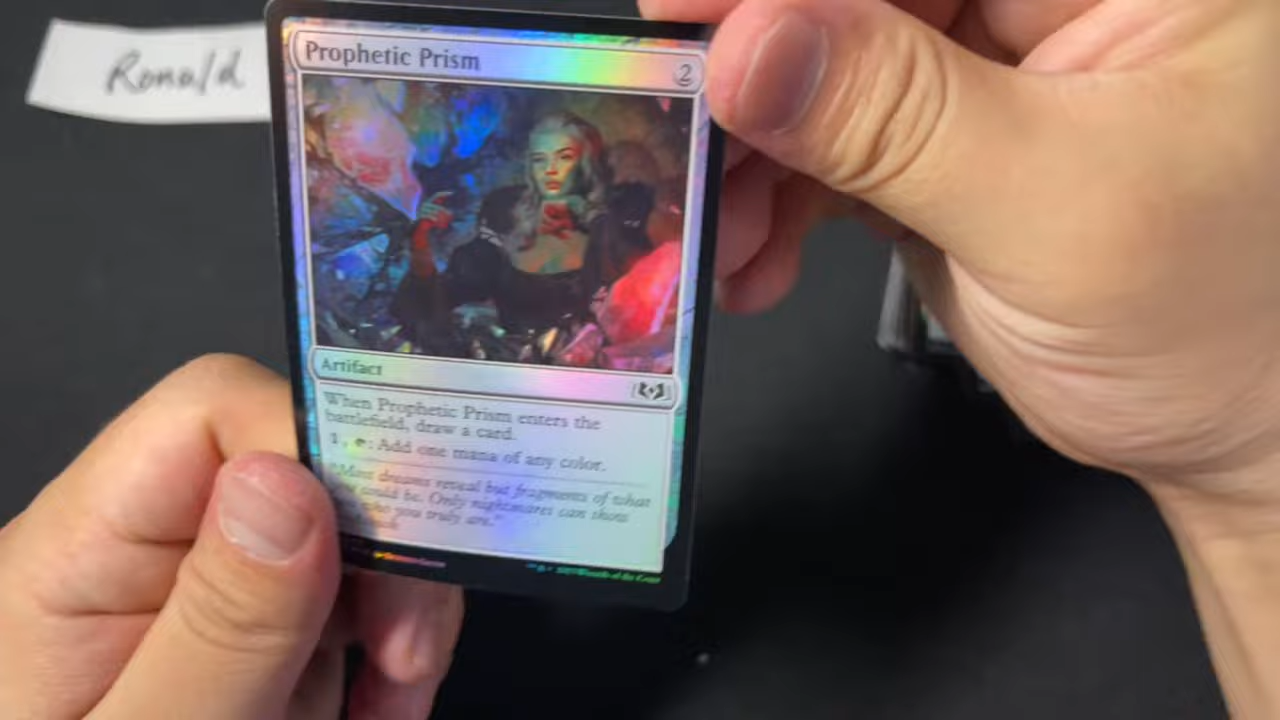 Ronald
Prophetic Prism
2
Artifact
When Prophetic Prism enters the
battlefield, draw a card.
1, : Add one mana of any color.
"Most dreams reveal but fragments of what
could be. Only nightmares can show
who you truly are."